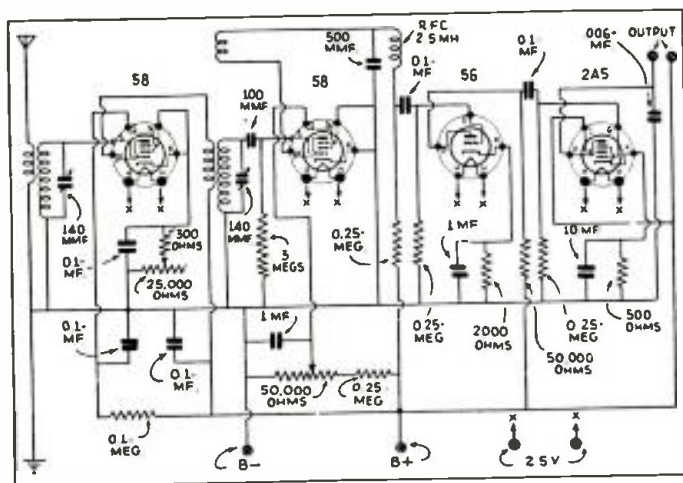 RFC
2.5 MH
500
MMF
0.1-
MF
0.1
MF
.006-
MF
OUTPUT
58
58
56
2A5
100
MMF
140
MMF
0.1-
MF
300
OHMS
25,000
OHMS
140
MMF
3
MEGS
0.25-
MEG
1 MF
10 MF
0.25-
MEG
2000
OHMS
0.25-
MEG
50,000
OHMS
500
OHMS
0.1-
MF
0.1-
MF
1 MF
50,000
OHMS
0.25
MEG
0.1-
MEG
B-
B+
2.5 V
X
X
X
X
X
X
X
X
X
X